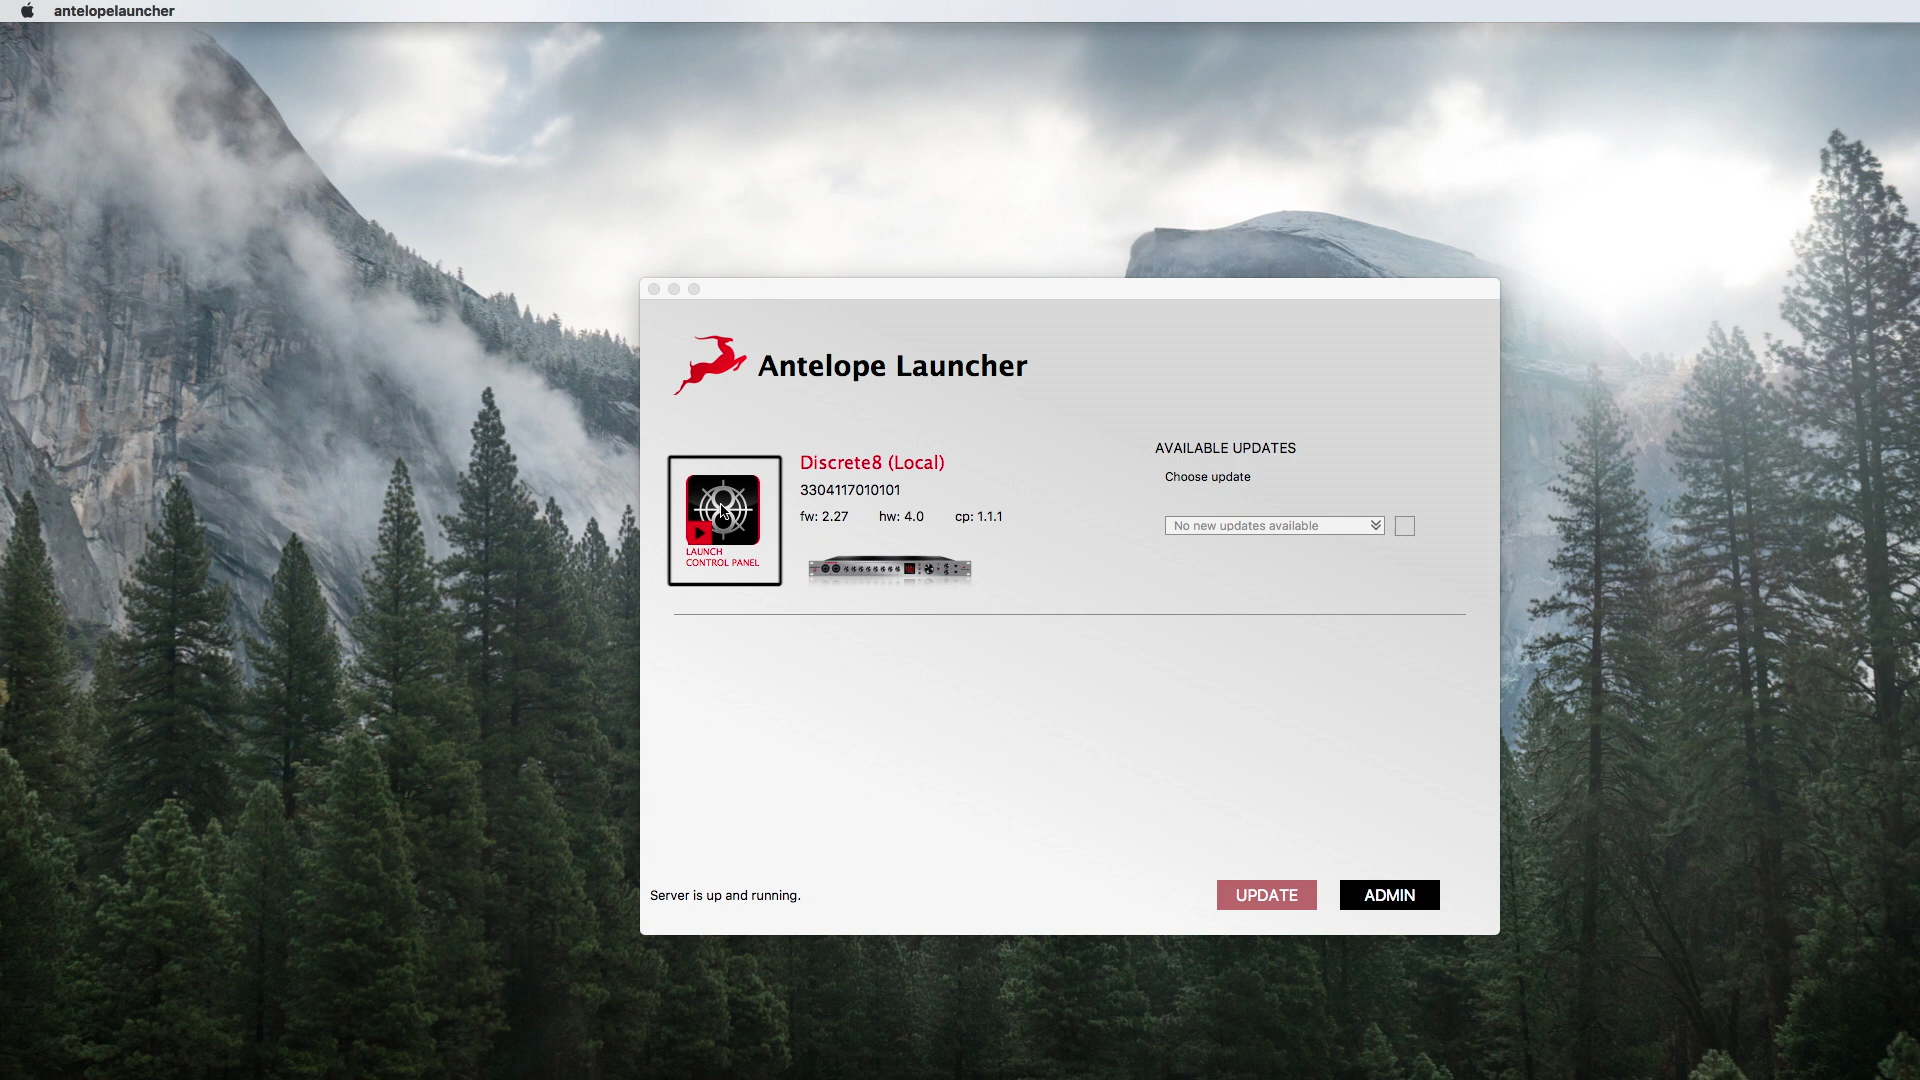 antelopelauncher
Antelope Launcher
Discrete8 (Local)
3304117010101
fw: 2.27 hw: 4.0 cp: 1.1.1
8
LAUNCH
CONTROL PANEL
AVAILABLE UPDATES
Choose update
No new updates available
Server is up and running.
UPDATE
ADMIN